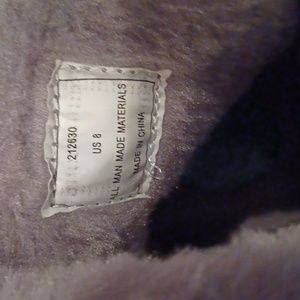 212630
US 8
ALL MAN MADE MATERIALS
MADE IN CHINA